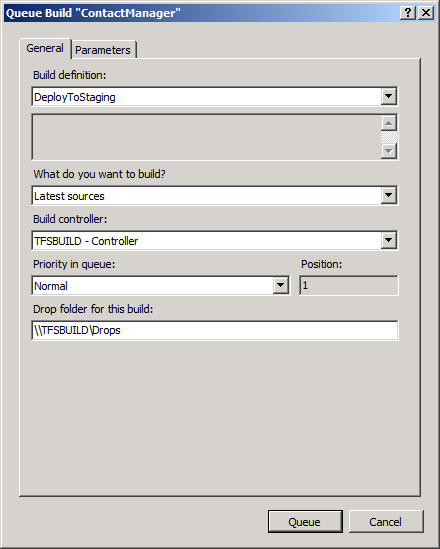 Queue Build "ContactManager"
General Parameters
Build definition:
DeployToStaging
What do you want to build?
Latest sources
Build controller:
TFSBUILD - Controller
Priority in queue: Position:
Normal 1
Drop folder for this build:
\\TFSBUILD\Drops
Queue Cancel